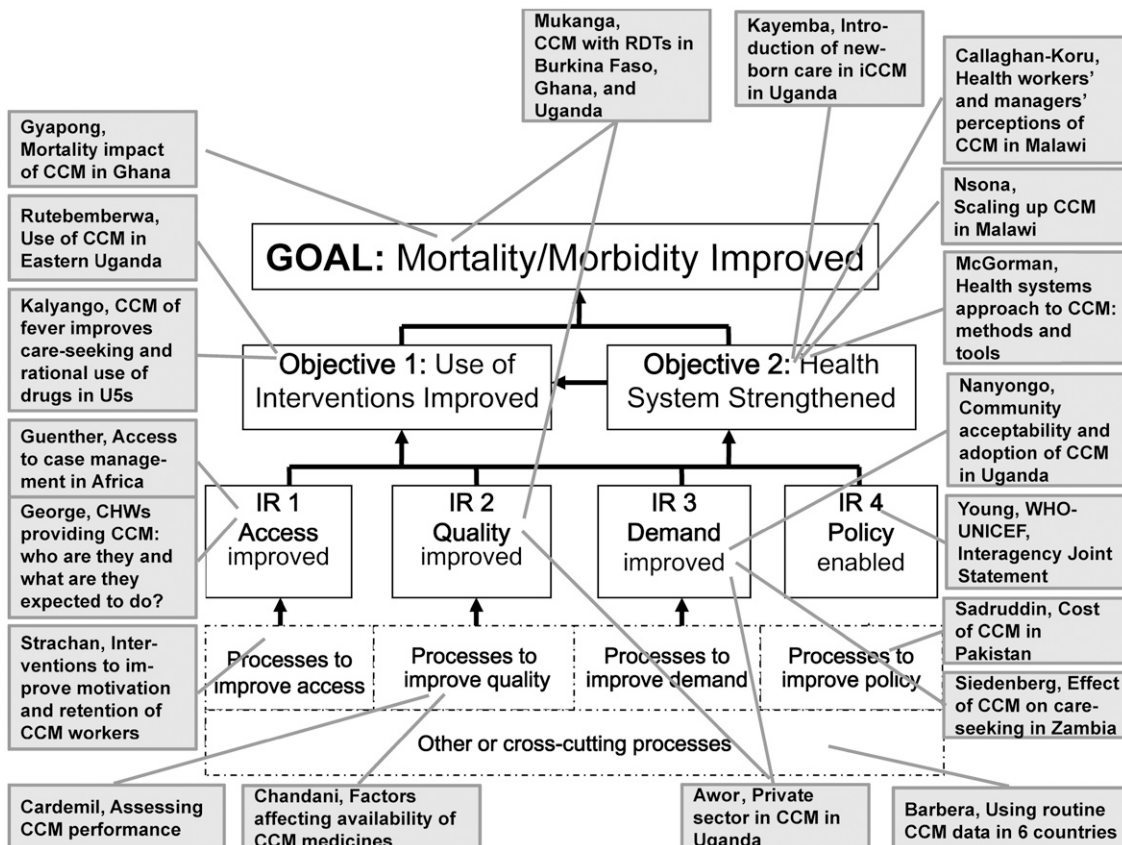 Mukanga,
CCM with RDTs in
Burkina Faso,
Ghana, and
Uganda
Kayemba, Intro-
duction of new-
born care in iCCM
in Uganda
Callaghan-Koru,
Health workers’
and managers’
perceptions of
CCM in Malawi
Gyapong,
Mortality impact
of CCM in Ghana
Nsona,
Scaling up CCM
in Malawi
Rutebemberwa,
Use of CCM in
Eastern Uganda
GOAL: Mortality/Morbidity Improved
McGorman,
Health systems
approach to CCM:
methods and
tools
Kalyango, CCM of
fever improves
care-seeking and
rational use of
drugs in U5s
Objective 1: Use of
Interventions Improved
Objective 2: Health
System Strengthened
Nanyongo,
Community
acceptability and
adoption of CCM
in Uganda
Guenther, Access
to case manage-
ment in Africa
George, CHWs
providing CCM:
who are they and
what are they
expected to do?
IR 1
Access
improved
IR 2
Quality
improved
IR 3
Demand
improved
IR 4
Policy
enabled
Young, WHO-
UNICEF,
Interagency Joint
Statement
Sadruddin, Cost
of CCM in
Pakistan
Strachan, Inter-
ventions to im-
prove motivation
and retention of
CCM workers
Processes to
improve access
Processes to
improve quality
Processes to
improve demand
Processes to
improve policy
Siedenberg, Effect
of CCM on care-
seeking in Zambia
Other or cross-cutting processes
Cardemil, Assessing
CCM performance
Chandani, Factors
affecting availability of
CCM medicines
Awor, Private
sector in CCM in
Uganda
Barbera, Using routine
CCM data in 6 countries